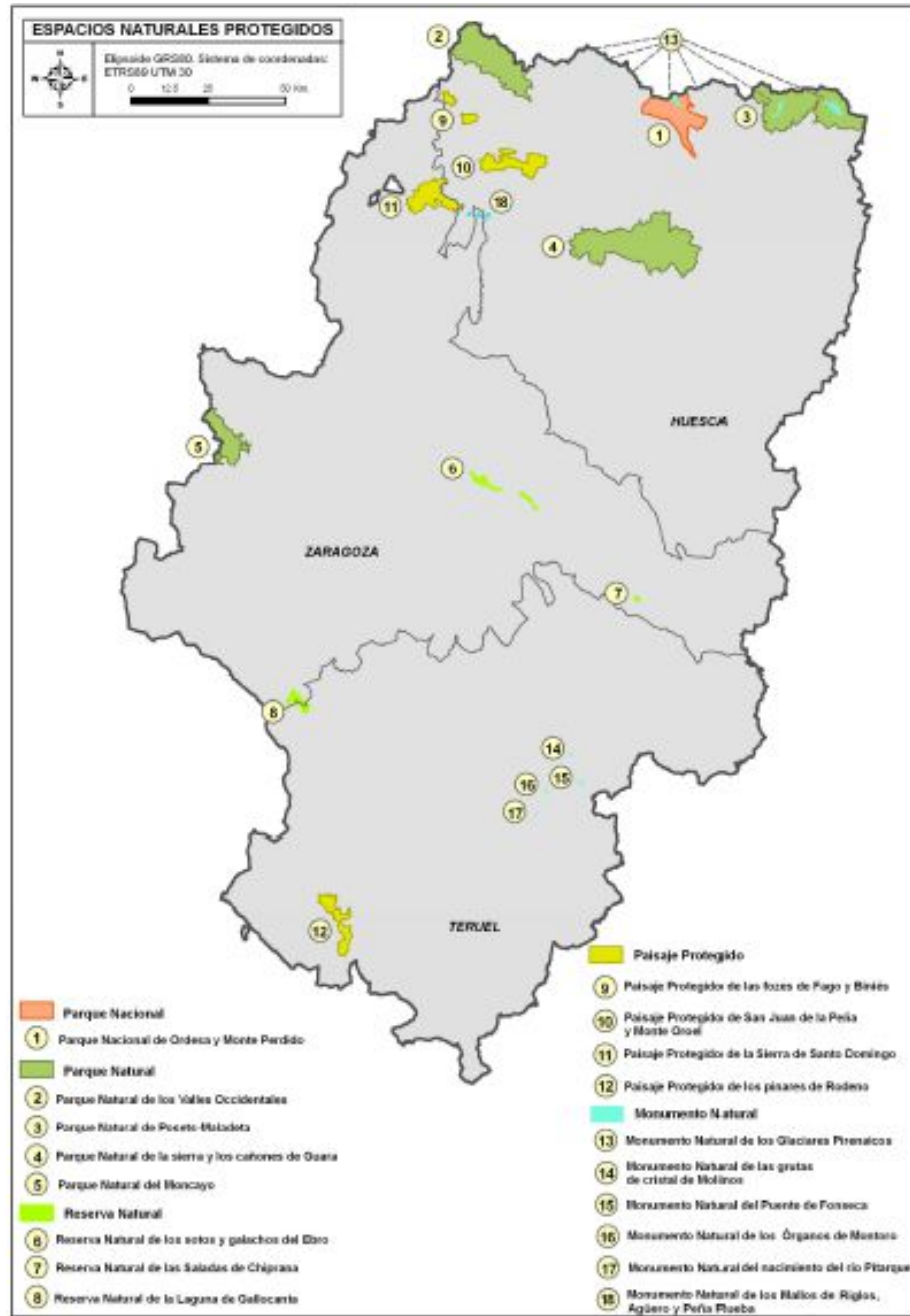 ESPACIOS NATURALES PROTEGIDOS
N
W E
S
Elipsoide GRS80. Sistema de coordenadas:
ETRS89 UTM 30
0 12.5 25 50 Km.
2
13
9
1
3
10
11
18
4
HUESCA
5
6
ZARAGOZA
7
8
14
15
16
17
12
TERUEL
Parque Nacional
1 Parque Nacional de Ordesa y Monte Perdido
Parque Natural
2 Parque Natural de los Valles Occidentales
3 Parque Natural de Posets-Maladeta
4 Parque Natural de la sierra y los cañones de Guara
5 Parque Natural del Moncayo
Reserva Natural
6 Reserva Natural de los sotos y galachos del Ebro
7 Reserva Natural de las Saladas de Chiprana
8 Reserva Natural de la Laguna de Gallocanta
Paisaje Protegido
9 Paisaje Protegido de las fozes de Fago y Biniés
10 Paisaje Protegido de San Juan de la Peña
y Monte Oroel
11 Paisaje Protegido de la Sierra de Santo Domingo
12 Paisaje Protegido de los pinares de Rodeno
Monumento Natural
13 Monumento Natural de los Glaciares Pirenaicos
14 Monumento Natural de las grutas
de cristal de Molinos
15 Monumento Natural del Puente de Fonseca
16 Monumento Natural de los Órganos de Montoro
17 Monumento Natural del nacimiento del río Pitarque
18 Monumento Natural de los Mallos de Riglos,
Agüero y Peña Rueba